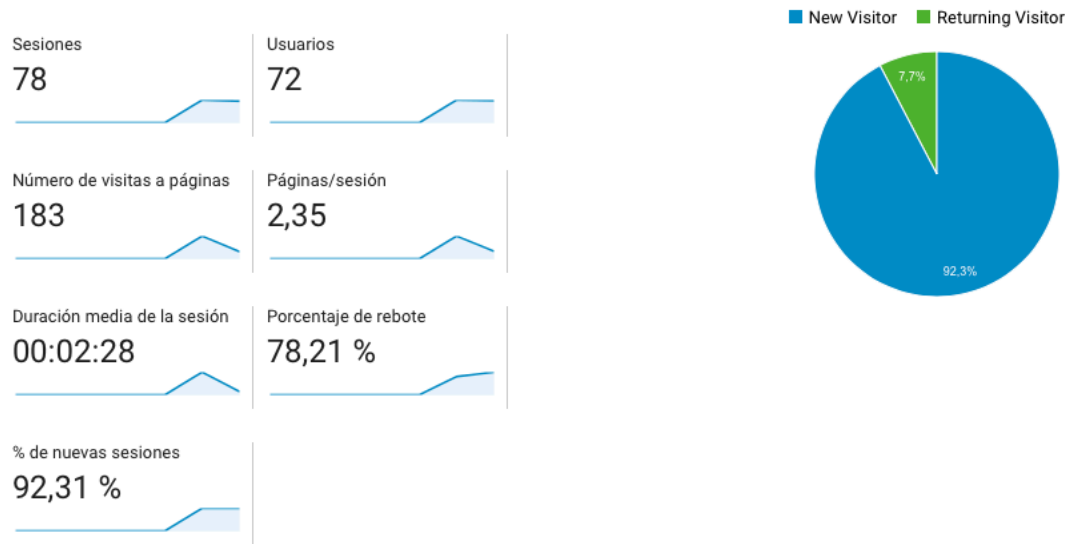 New Visitor
Returning Visitor
Sesiones
78
Usuarios
72
Número de visitas a páginas
183
Páginas/sesión
2,35
Duración media de la sesión
00:02:28
Porcentaje de rebote
78,21 %
% de nuevas sesiones
92,31 %
7,7%
92,3%